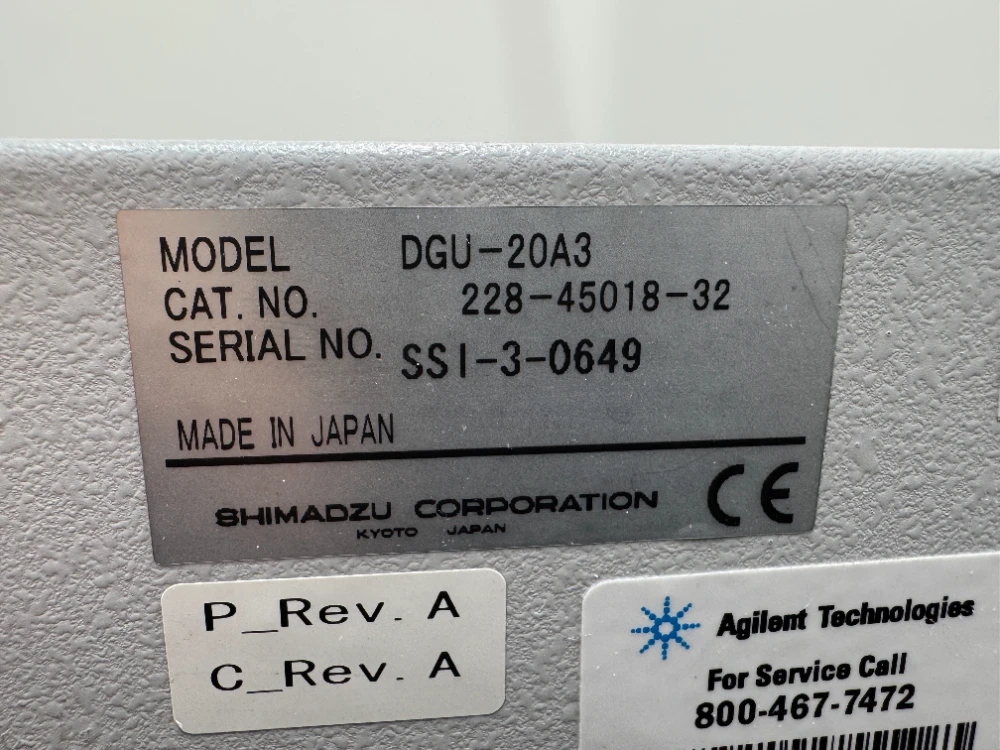 MODEL DGU-20A3
CAT. NO. 228-45018-32
SERIAL NO. SSI-3-0649
MADE IN JAPAN
SHIMADZU CORPORATION CE
KYOTO JAPAN
P_Rev. A
C_Rev. A
Agilent Technologies
For Service Call
800-467-7472